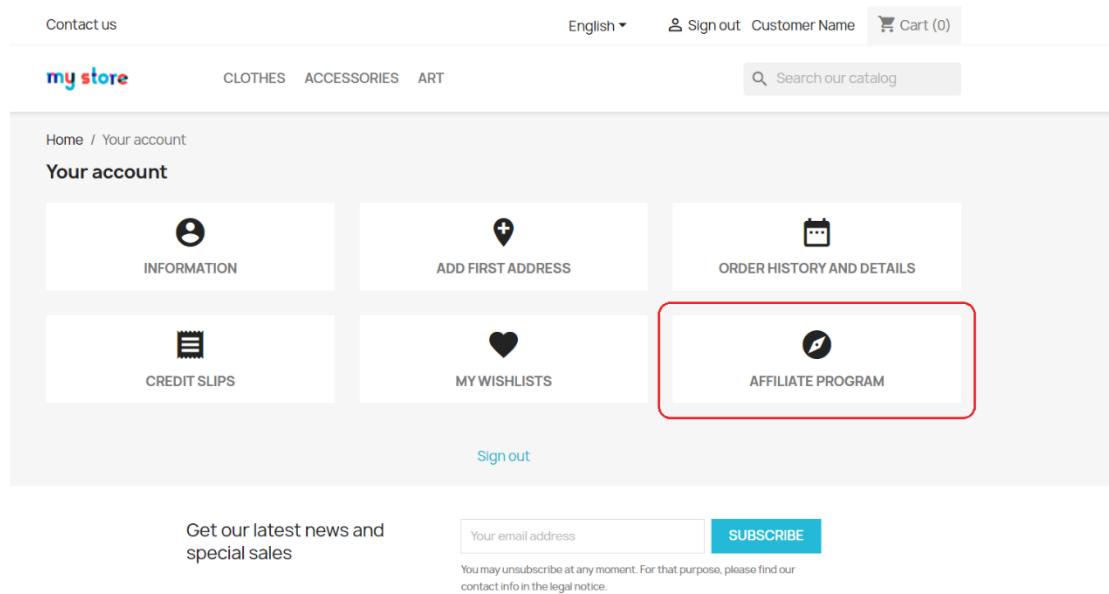 Contact us
English
Sign out Customer Name
Cart (0)
my store
CLOTHES ACCESSORIES ART
Search our catalog
Home / Your account
Your account
INFORMATION
ADD FIRST ADDRESS
ORDER HISTORY AND DETAILS
CREDIT SLIPS
MY WISHLISTS
AFFILIATE PROGRAM
Sign out
Get our latest news and
special sales
Your email address
SUBSCRIBE
You may unsubscribe at any moment. For that purpose, please find our
contact info in the legal notice.